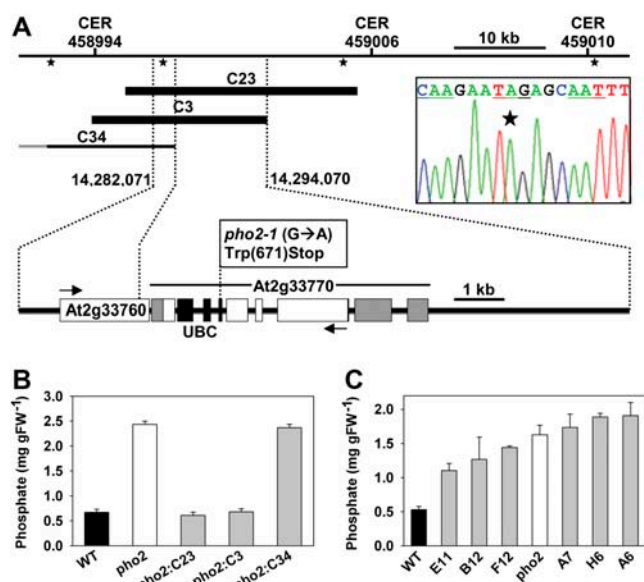 A
CER
458994
CER
459006
10 kb
CER
459010
C23
C3
C34
CAAGAATAGAGCAATTT
14,282,071
14,294,070
pho2-1 (G→A)
Trp(671)Stop
At2g33770
1 kb
At2g33760
UBC
B
Phosphate (mg gFW⁻¹)
3.0
2.5
2.0
1.5
1.0
0.5
0.0
WT
pho2
pho2:C23
pho2:C3
pho2:C34
C
Phosphate (mg gFW⁻¹)
2.0
1.5
1.0
0.5
0.0
WT
E11
B12
F12
pho2
A7
H6
A6